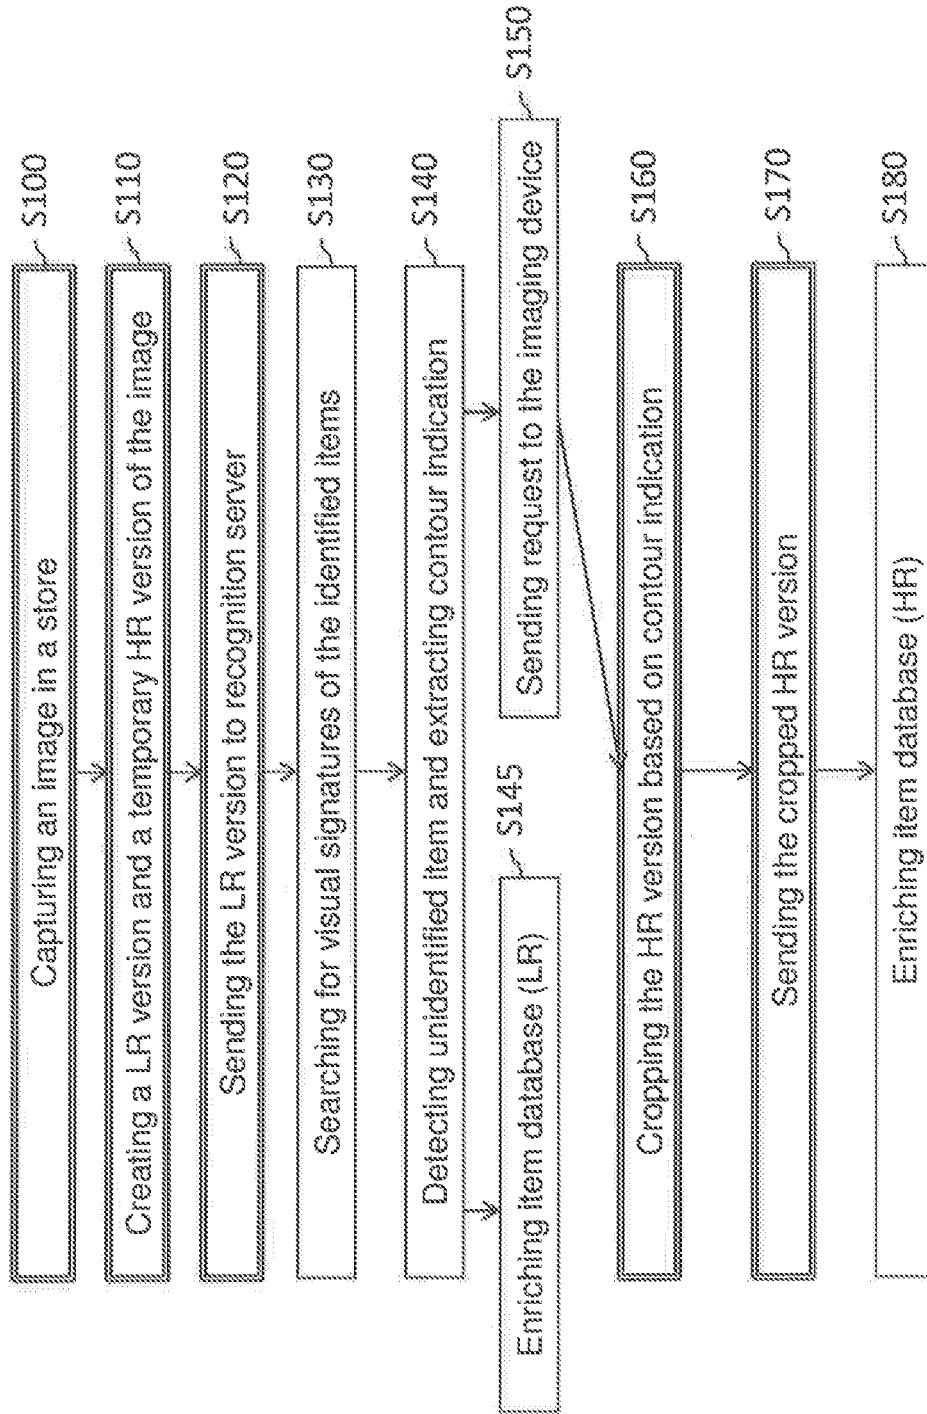 Capturing an image in a store
S100
Creating a LR version and a temporary HR version of the image
S110
Sending the LR version to recognition server
S120
Searching for visual signatures of the identified items
S130
Detecting unidentified item and extracting contour indication
S140
Enriching item database (LR)
S145
Sending request to the imaging device
S150
Cropping the HR version based on contour indication
S160
Sending the cropped HR version
S170
Enriching item database (HR)
S180